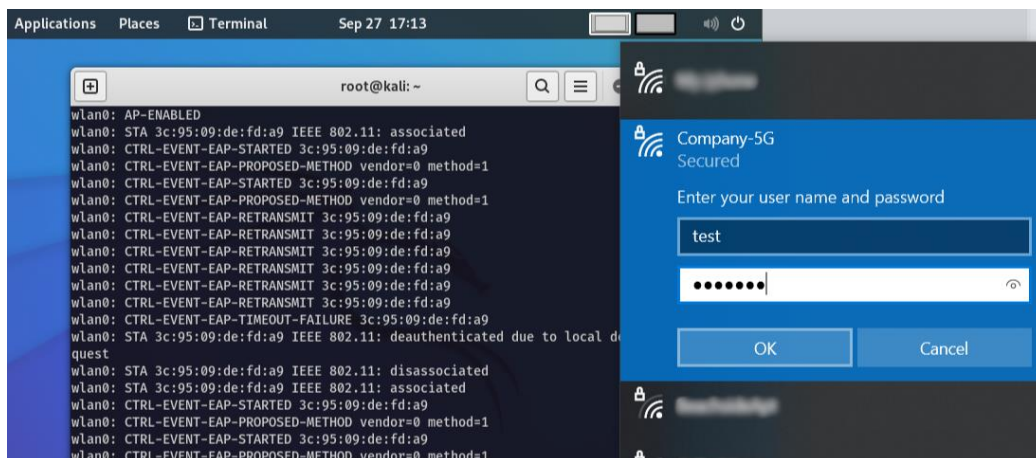 Applications Places Terminal Sep 27 17:13
root@kali: ~
wlan0: AP-ENABLED
wlan0: STA 3c:95:09:de:fd:a9 IEEE 802.11: associated
wlan0: CTRL-EVENT-EAP-STARTED 3c:95:09:de:fd:a9
wlan0: CTRL-EVENT-EAP-PROPOSED-METHOD vendor=0 method=1
wlan0: CTRL-EVENT-EAP-STARTED 3c:95:09:de:fd:a9
wlan0: CTRL-EVENT-EAP-PROPOSED-METHOD vendor=0 method=1
wlan0: CTRL-EVENT-EAP-RETRANSMIT 3c:95:09:de:fd:a9
wlan0: CTRL-EVENT-EAP-RETRANSMIT 3c:95:09:de:fd:a9
wlan0: CTRL-EVENT-EAP-RETRANSMIT 3c:95:09:de:fd:a9
wlan0: CTRL-EVENT-EAP-RETRANSMIT 3c:95:09:de:fd:a9
wlan0: CTRL-EVENT-EAP-RETRANSMIT 3c:95:09:de:fd:a9
wlan0: CTRL-EVENT-EAP-RETRANSMIT 3c:95:09:de:fd:a9
wlan0: CTRL-EVENT-EAP-TIMEOUT-FAILURE 3c:95:09:de:fd:a9
wlan0: STA 3c:95:09:de:fd:a9 IEEE 802.11: deauthenticated due to local de
quest
wlan0: STA 3c:95:09:de:fd:a9 IEEE 802.11: disassociated
wlan0: STA 3c:95:09:de:fd:a9 IEEE 802.11: associated
wlan0: CTRL-EVENT-EAP-STARTED 3c:95:09:de:fd:a9
wlan0: CTRL-EVENT-EAP-PROPOSED-METHOD vendor=0 method=1
wlan0: CTRL-EVENT-EAP-STARTED 3c:95:09:de:fd:a9
wlan0: CTRL-EVENT-EAP-PROPOSED-METHOD vendor=0 method=1
Company-5G
Secured
Enter your user name and password
test
OK Cancel